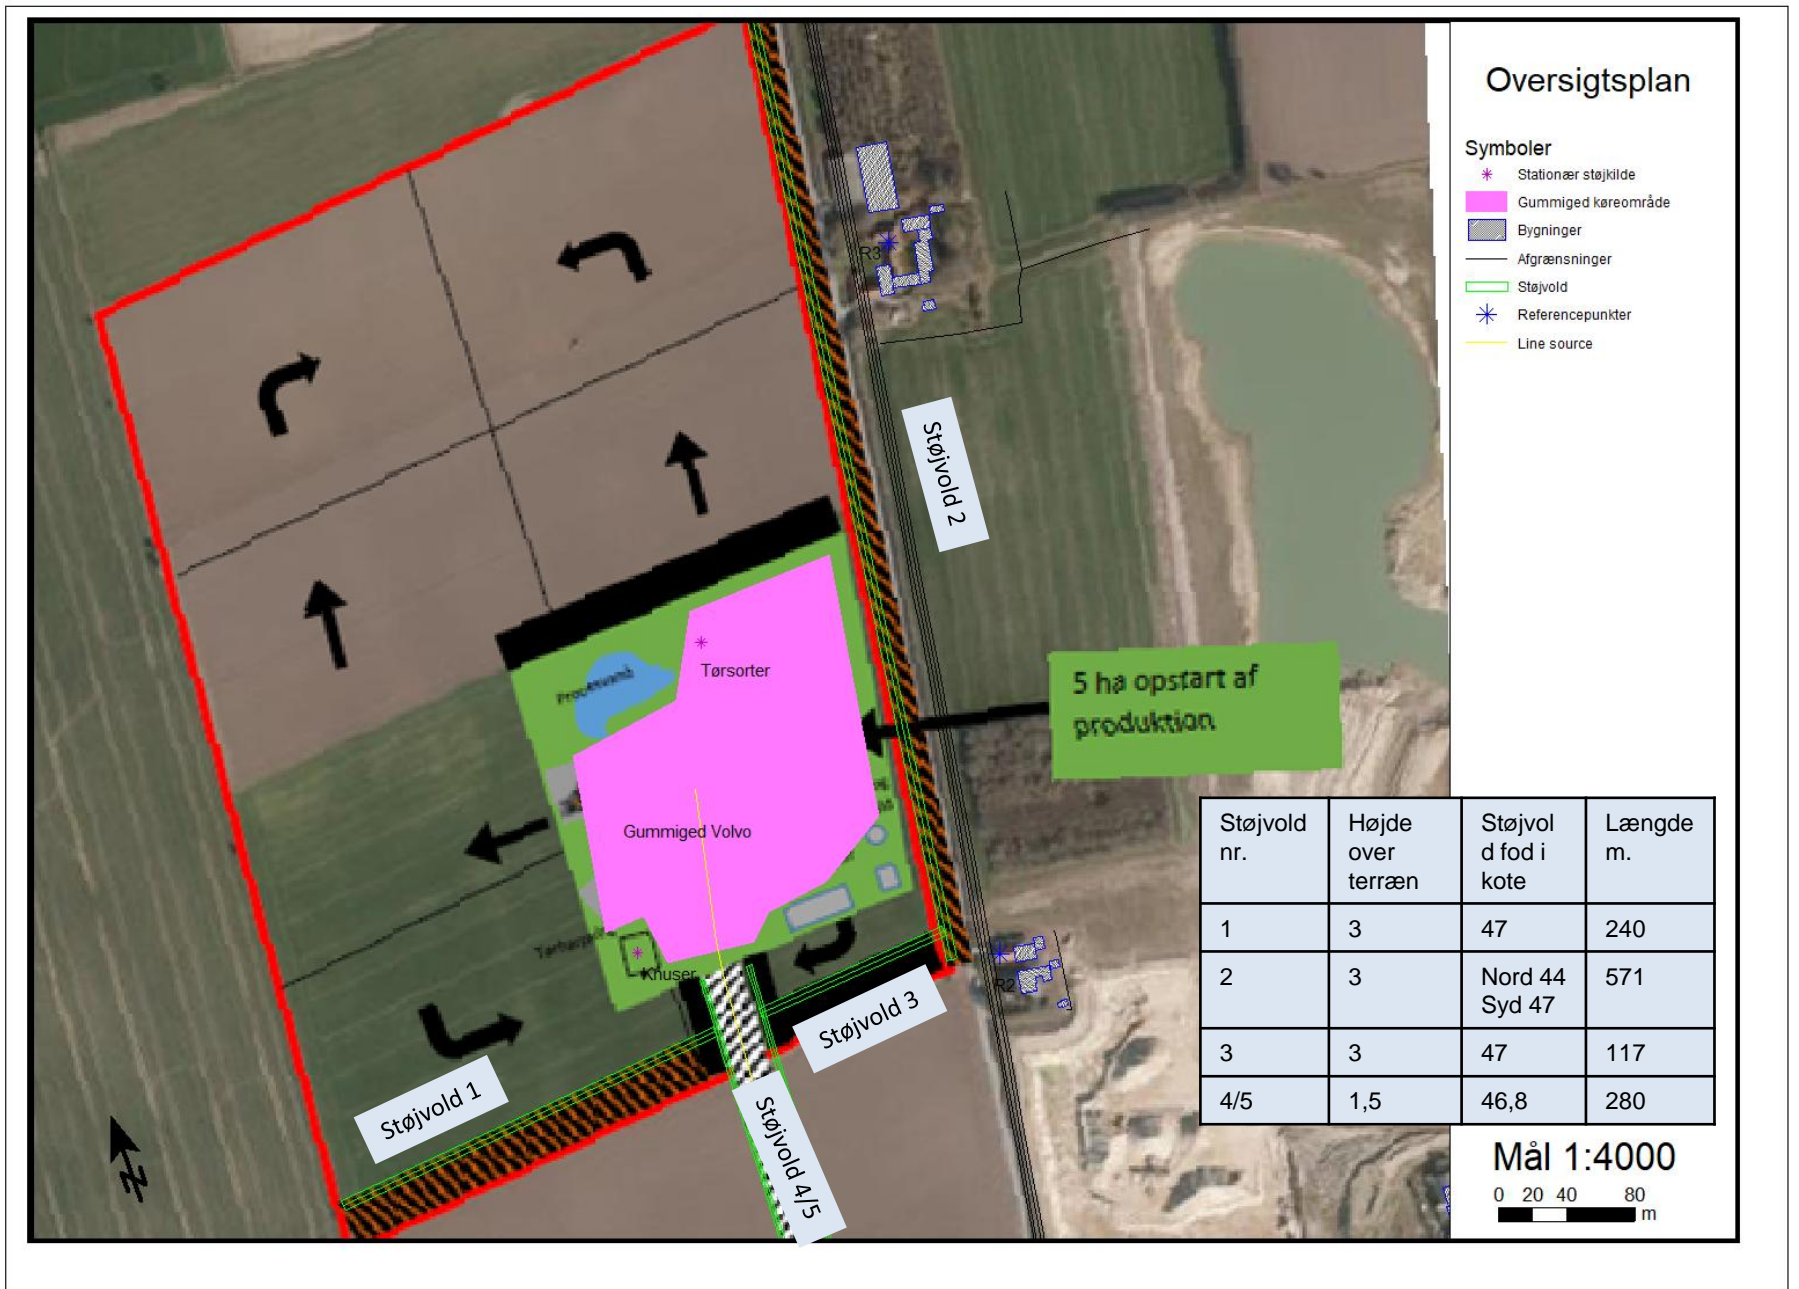 Oversigtsplan
Symboler
Stationær støjkilde
Gummiged køreområde
Bygninger
Afgrænsninger
Støjvold
Referencepunkter
Line source
R3
Støjvold 2
Tørsorter
5 ha opstart af
produktion
Gummiged Volvo
Knuser
R2
Støjvold 3
Støjvold 1
Støjvold 4/5
N
Støjvold nr.
Højde over terræn
Støjvol d fod i kote
Længde m.
1 3 47 240
2 3 Nord 44 Syd 47 571
3 3 47 117
4/5 1,5 46,8 280
Mål 1:4000
0 20 40 80
m